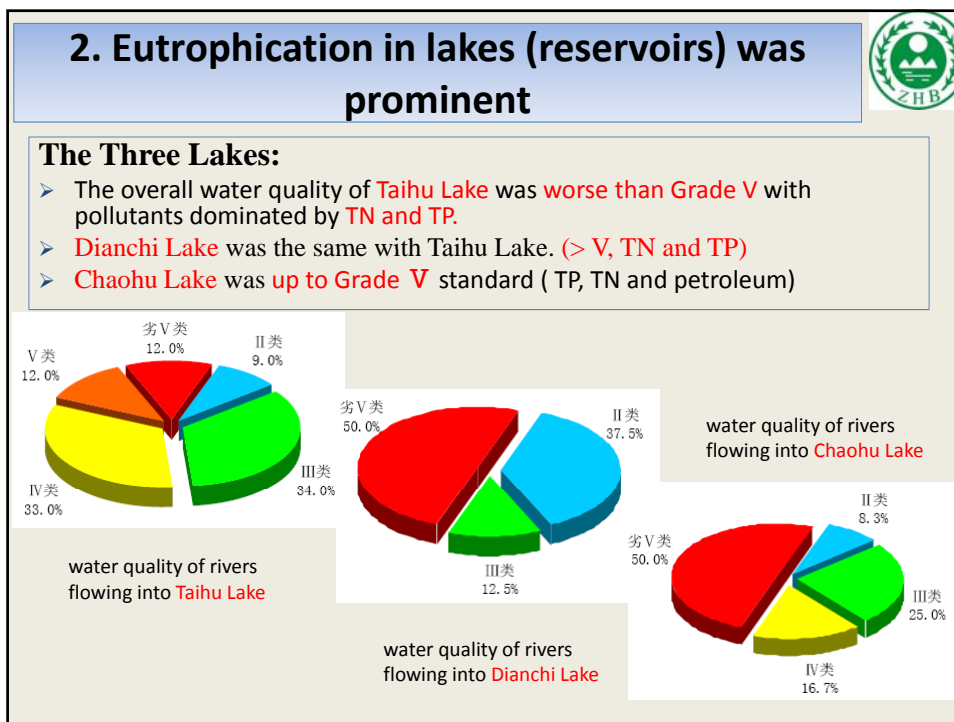 2. Eutrophication in lakes (reservoirs) was
prominent
ZHB
The Three Lakes:
➢ The overall water quality of Taihu Lake was worse than Grade V with
pollutants dominated by TN and TP.
➢ Dianchi Lake was the same with Taihu Lake. (> V, TN and TP)
➢ Chaohu Lake was up to Grade Ⅴ standard ( TP, TN and petroleum)
劣Ⅴ类
12.0%
Ⅱ类
9.0%
Ⅴ类
12.0%
Ⅲ类
34.0%
Ⅳ类
33.0%
water quality of rivers
flowing into Taihu Lake
劣Ⅴ类
50.0%
Ⅱ类
37.5%
Ⅲ类
12.5%
water quality of rivers
flowing into Dianchi Lake
water quality of rivers
flowing into Chaohu Lake
Ⅱ类
8.3%
劣Ⅴ类
50.0%
Ⅲ类
25.0%
Ⅳ类
16.7%